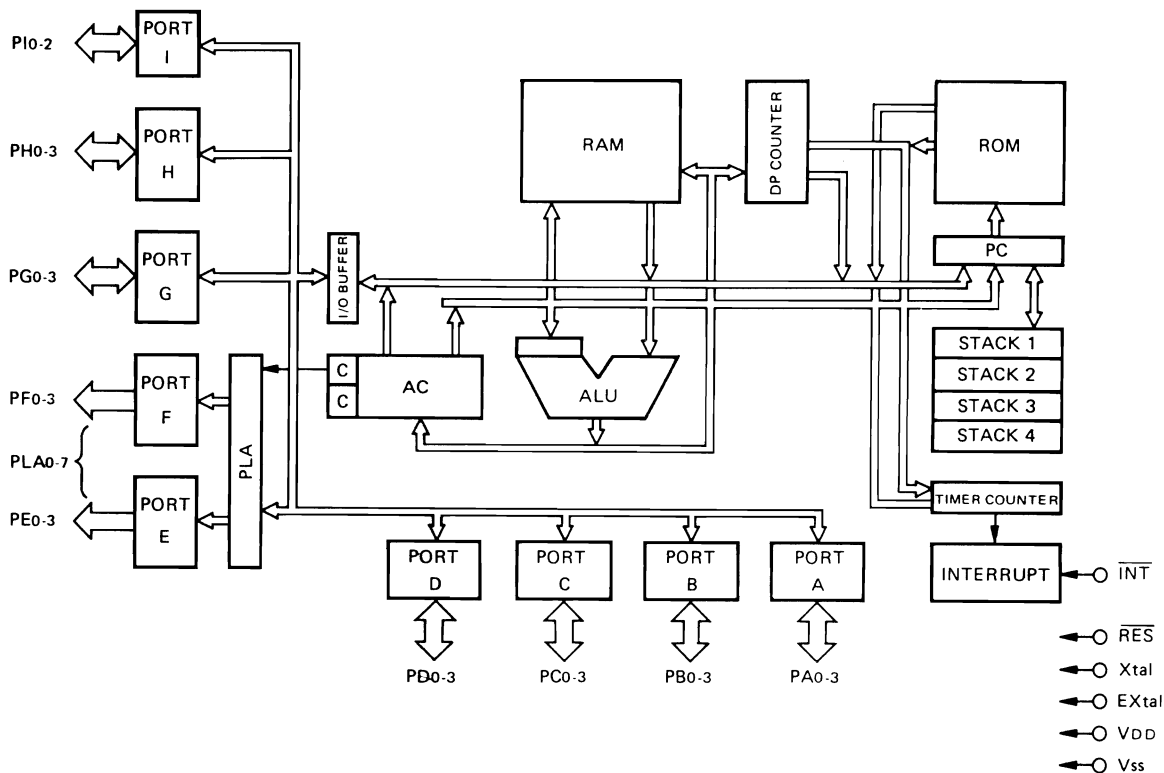 PI0-2
PORT
I
PH0-3
PORT
H
PG0-3
PORT
G
I/O BUFFER
PF0-3
PORT
F
PLA0-7
PE0-3
PORT
E
PLA
C
C
AC
RAM
ALU
DP COUNTER
ROM
PC
STACK 1
STACK 2
STACK 3
STACK 4
TIMER COUNTER
INTERRUPT
INT
RES
Xtal
EXtal
VDD
Vss
PORT
D
PORT
C
PORT
B
PORT
A
PD0-3
PC0-3
PB0-3
PA0-3